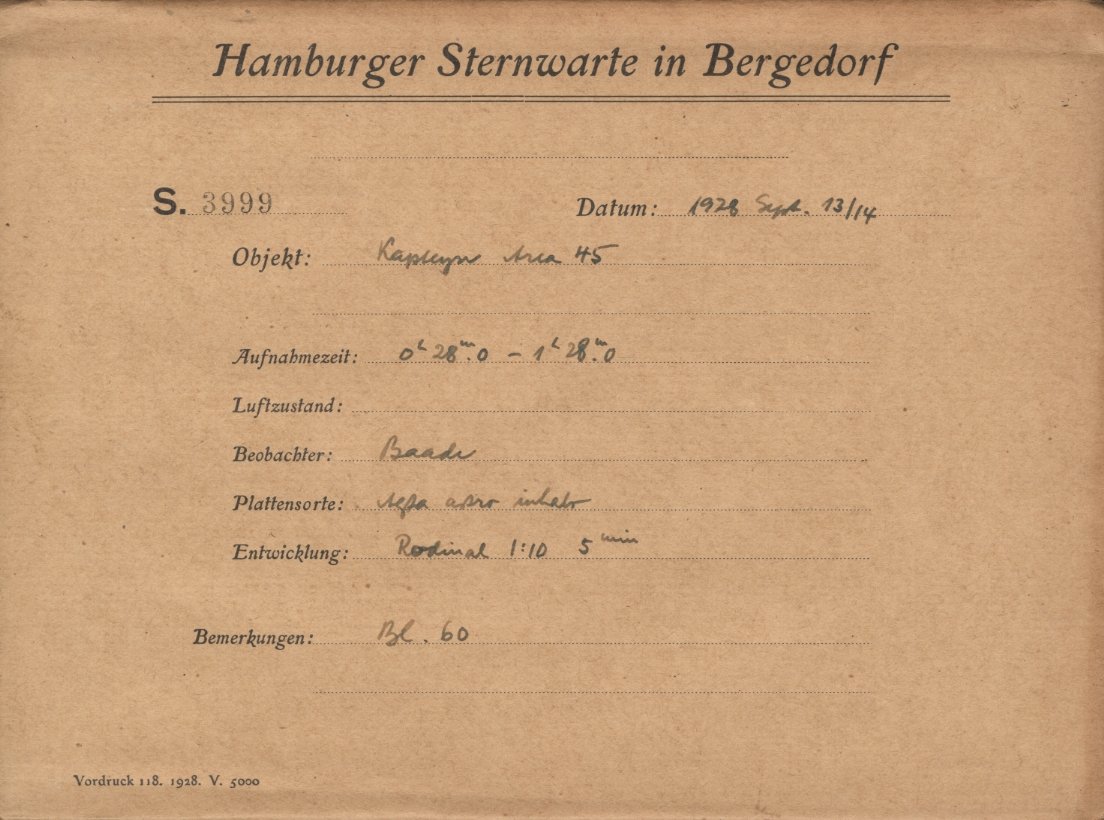 Hamburger Sternwarte in Bergedorf
S. 3999 Datum: 1928 Sept. 13/14
Objekt: Kapteyn Area 45
Aufnahmezeit: 0ʰ 28ᵐ.0 – 1ʰ 28ᵐ.0
Luftzustand:
Beobachter: Baade
Plattensorte: Agfa astro
Entwicklung: Rodinal 1:10 5 ᵐⁱⁿ
Bemerkungen: Bl. 60
Vordruck 118. 1928. V. 5000